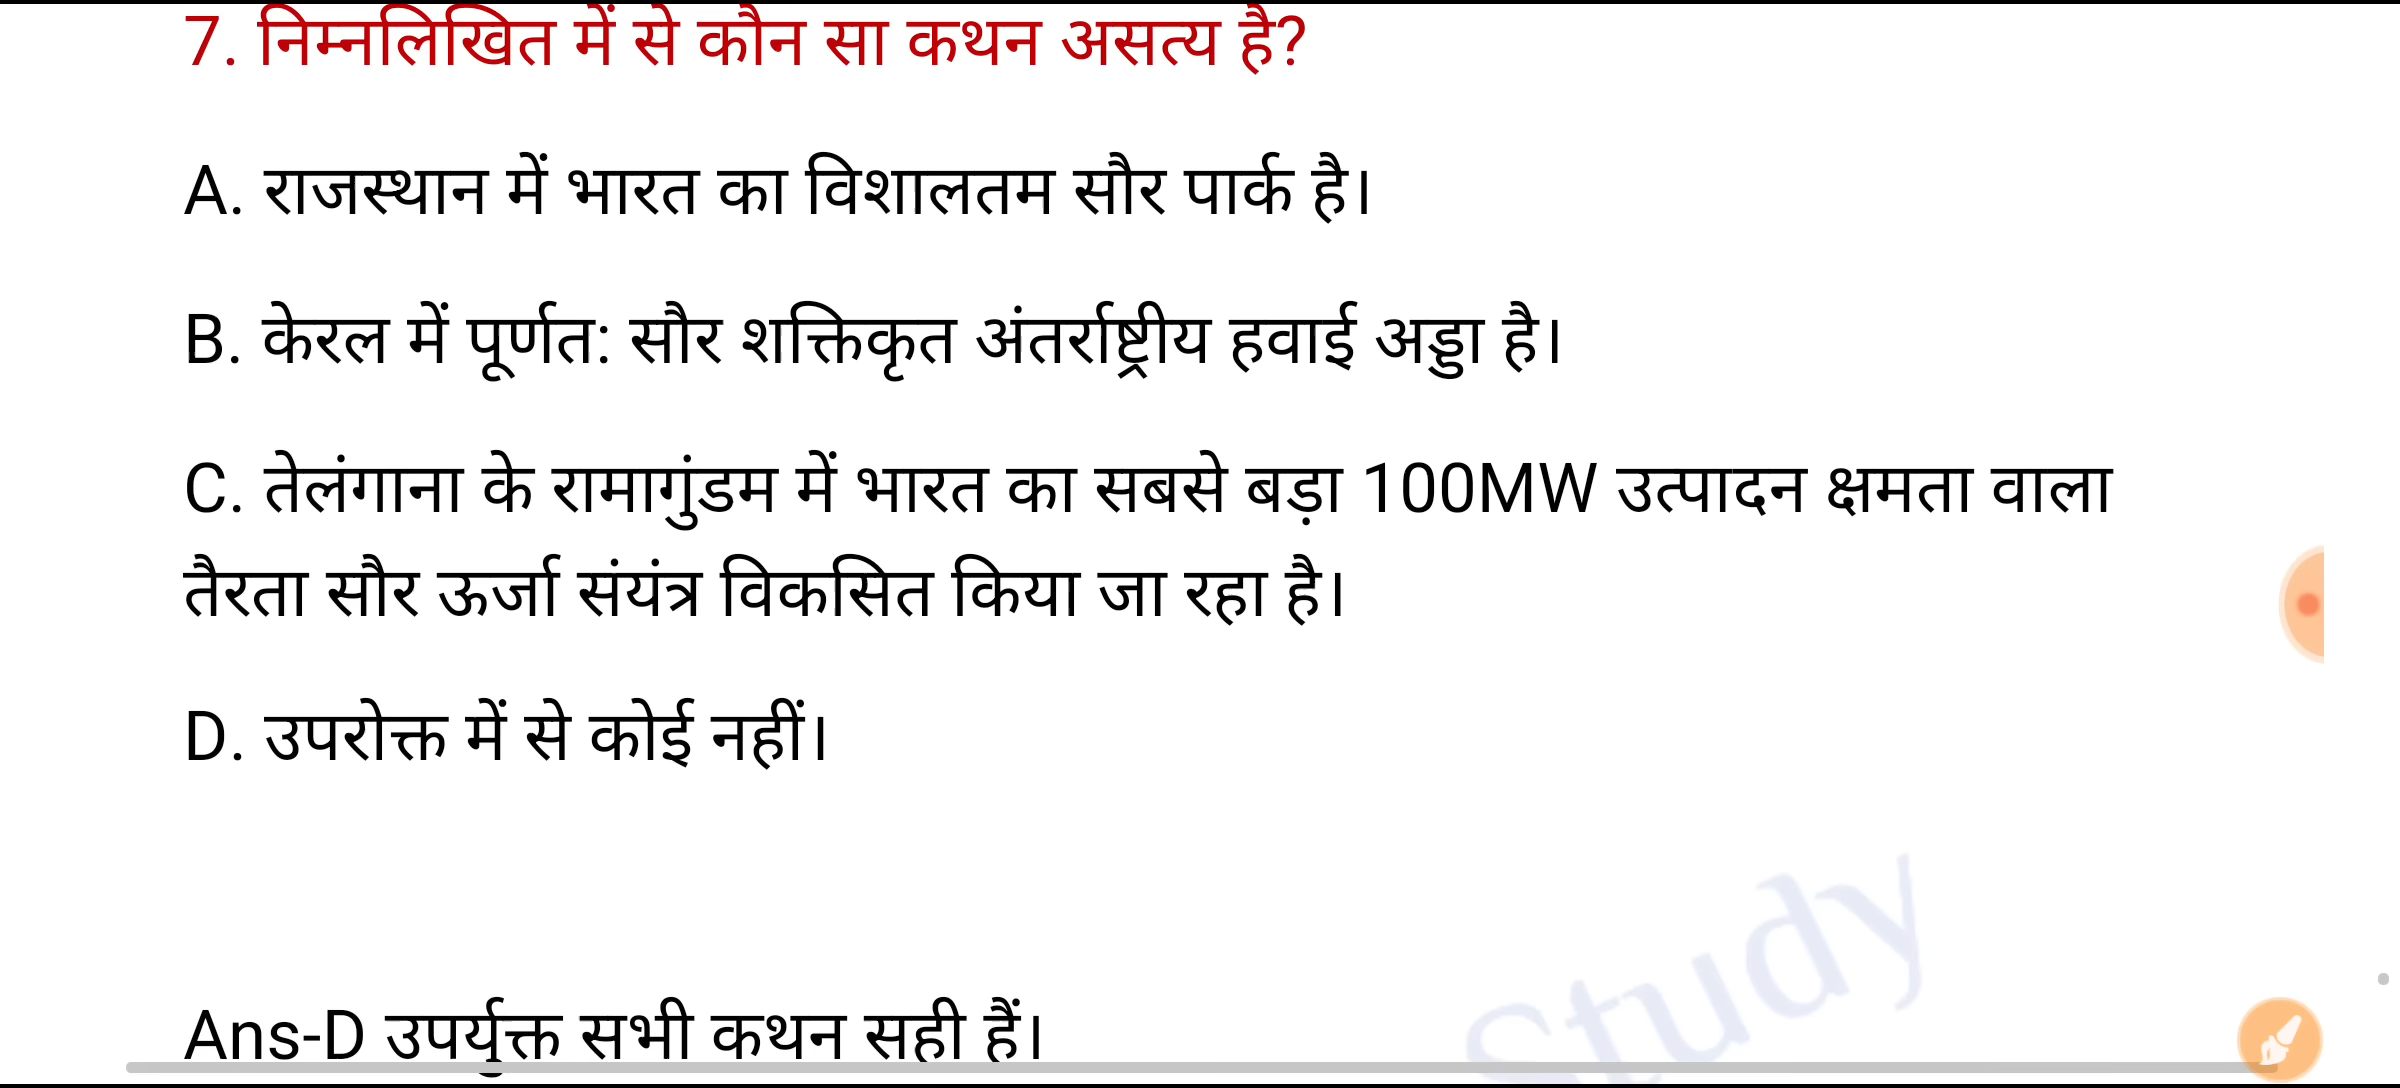 7. निम्नलिखित में से कौन सा कथन असत्य है?
A. राजस्थान में भारत का विशालतम सौर पार्क है।
B. केरल में पूर्णत: सौर शक्तिकृत अंतर्राष्ट्रीय हवाई अड्डा है।
C. तेलंगाना के रामागुंडम में भारत का सबसे बड़ा 100MW उत्पादन क्षमता वाला
तैरता सौर ऊर्जा संयंत्र विकसित किया जा रहा है।
D. उपरोक्त में से कोई नहीं।
Study
Ans-D उपर्युक्त सभी कथन सही हैं।